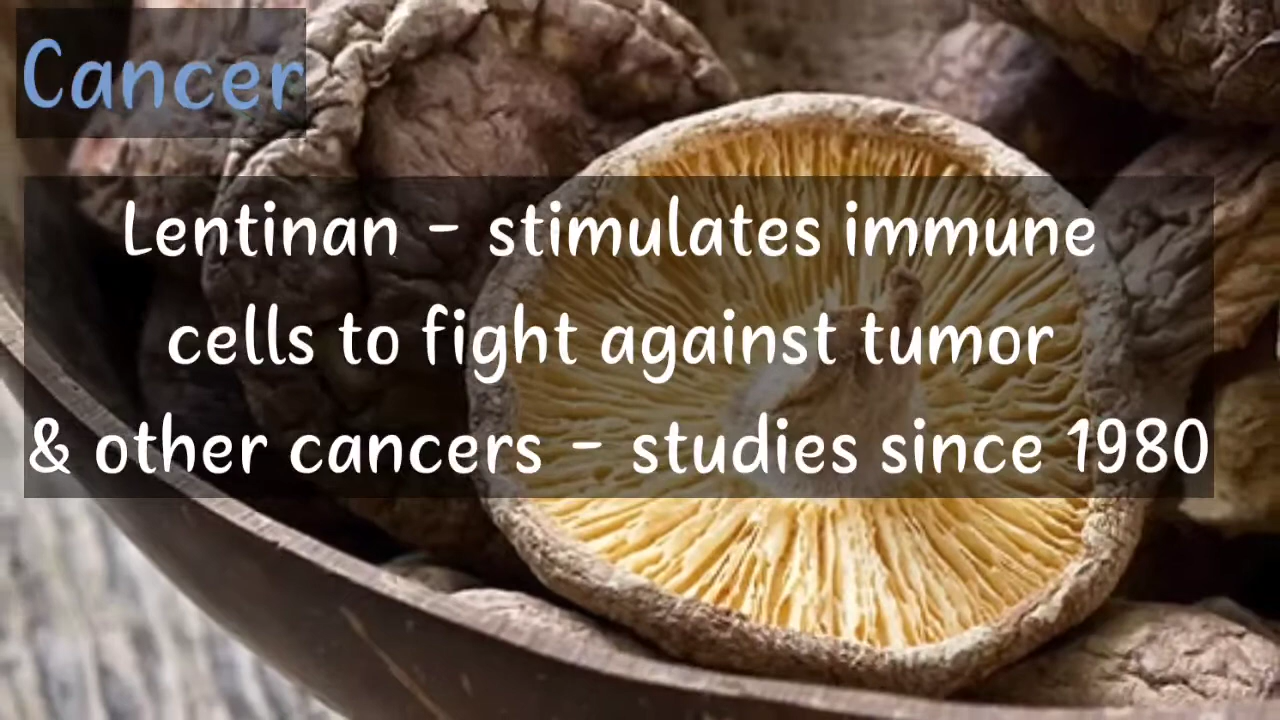 Cancer
Lentinan - stimulates immune
cells to fight against tumor
& other cancers - studies since 1980